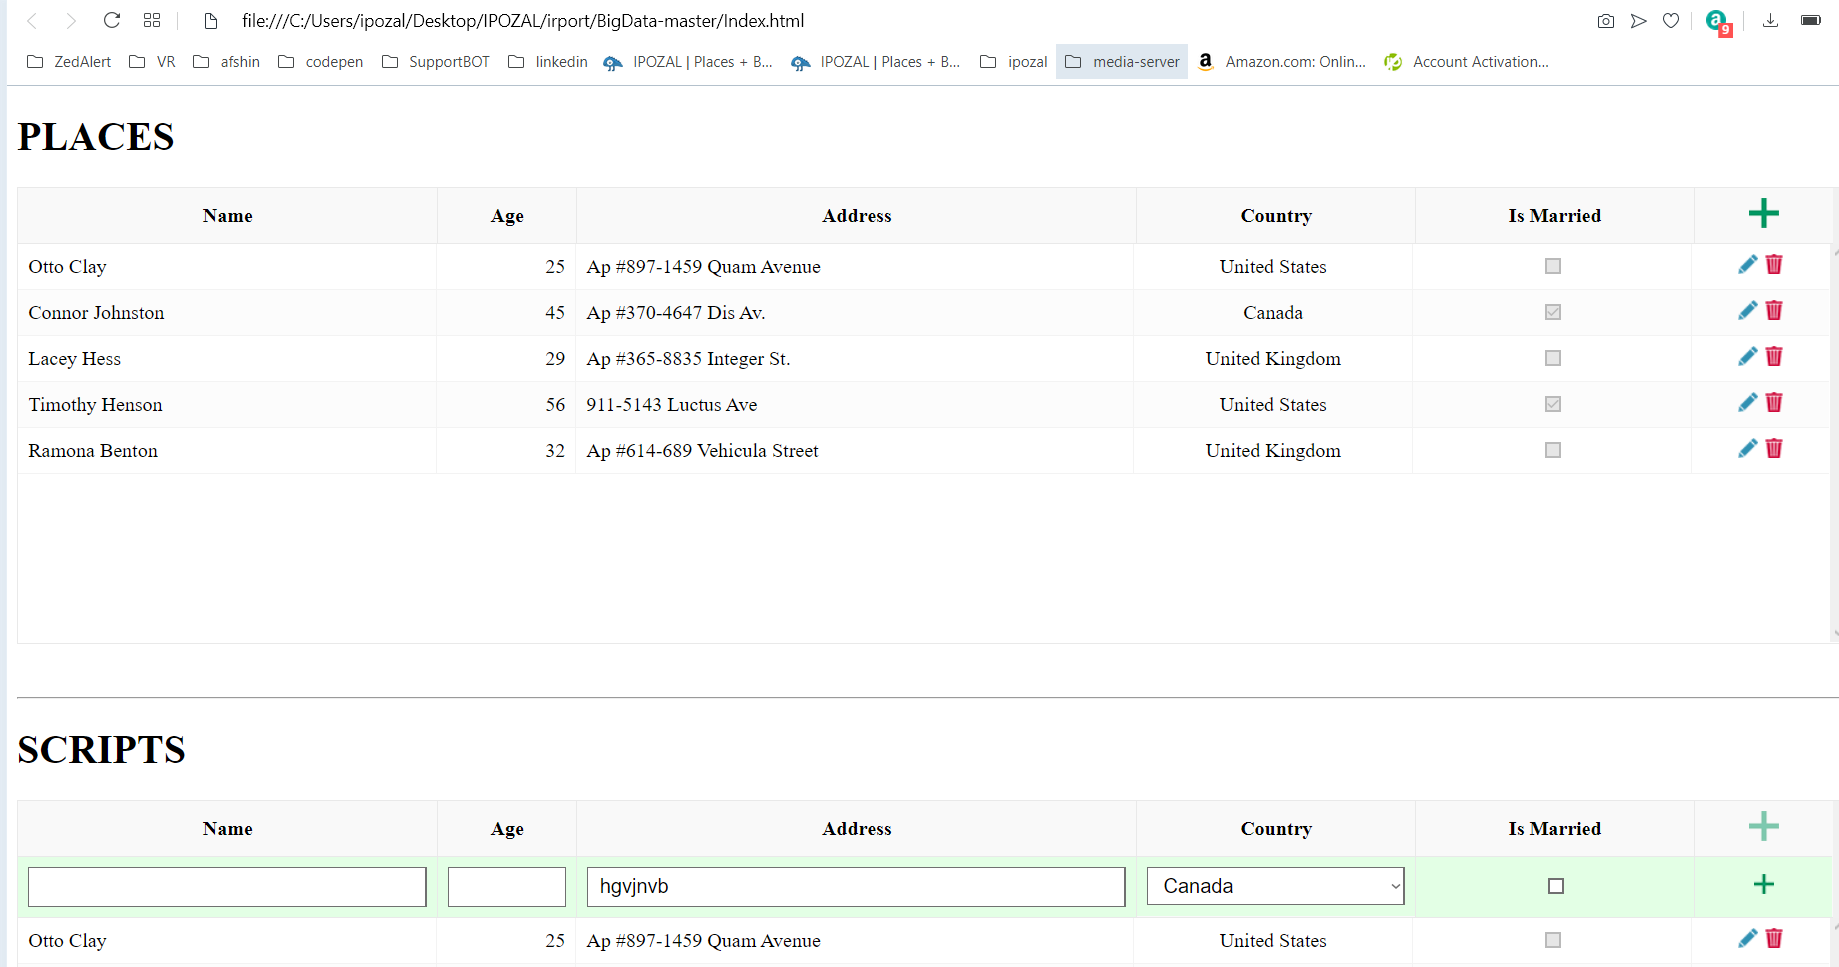 file:///C:/Users/ipozal/Desktop/IPOZAL/irport/BigData-master/Index.html
a 9
ZedAlert VR afshin codepen SupportBOT linkedin IPOZAL | Places + B... IPOZAL | Places + B... ipozal media-server a Amazon.com: Onlin... Account Activation...
PLACES
Name Age Address Country Is Married
Otto Clay 25 Ap #897-1459 Quam Avenue United States
Connor Johnston 45 Ap #370-4647 Dis Av. Canada
Lacey Hess 29 Ap #365-8835 Integer St. United Kingdom
Timothy Henson 56 911-5143 Luctus Ave United States
Ramona Benton 32 Ap #614-689 Vehicula Street United Kingdom
SCRIPTS
Name Age Address Country Is Married
hgvjnvb Canada
Otto Clay 25 Ap #897-1459 Quam Avenue United States